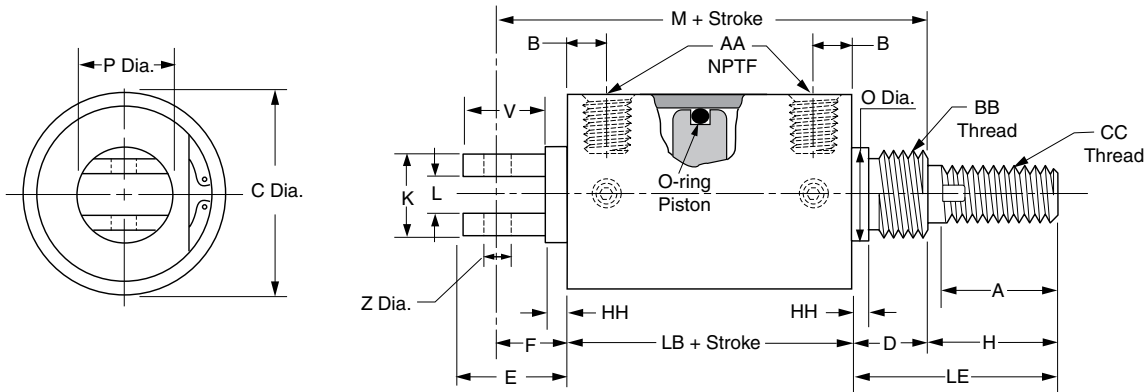 M + Stroke
B
AA
NPTF
B
P Dia.
V
O Dia.
BB
Thread
CC
Thread
C Dia.
K
L
O-ring
Piston
Z Dia.
A
HH
HH
F
LB + Stroke
D
H
E
LE